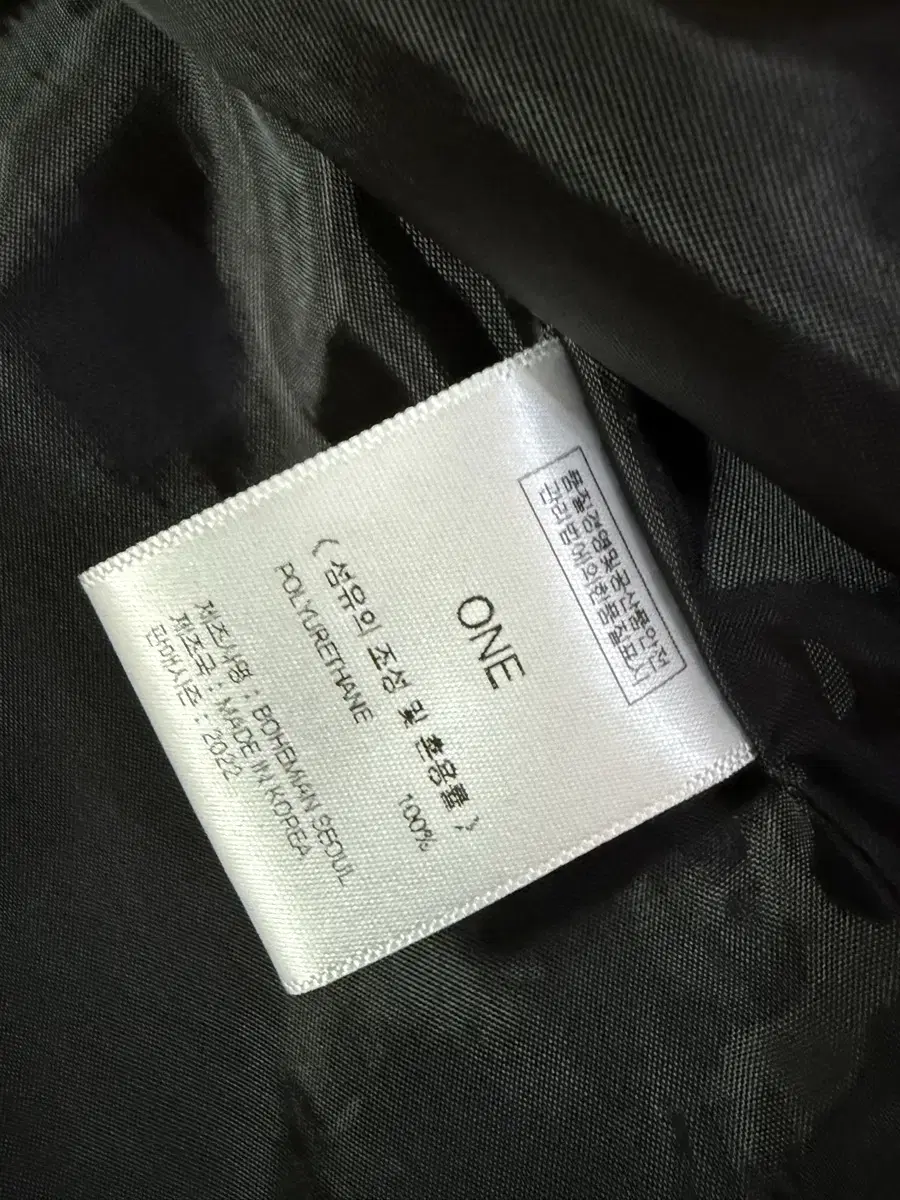 품질경영및공산품안전
관리법에의한품질표시
ONE
《 섬유의 조성 및 혼용률 》
POLYURETHANE 100%
제조사명 : BOHEMIAN SEOUL
제조국 : MADE IN KOREA
판매시즌 : 2022